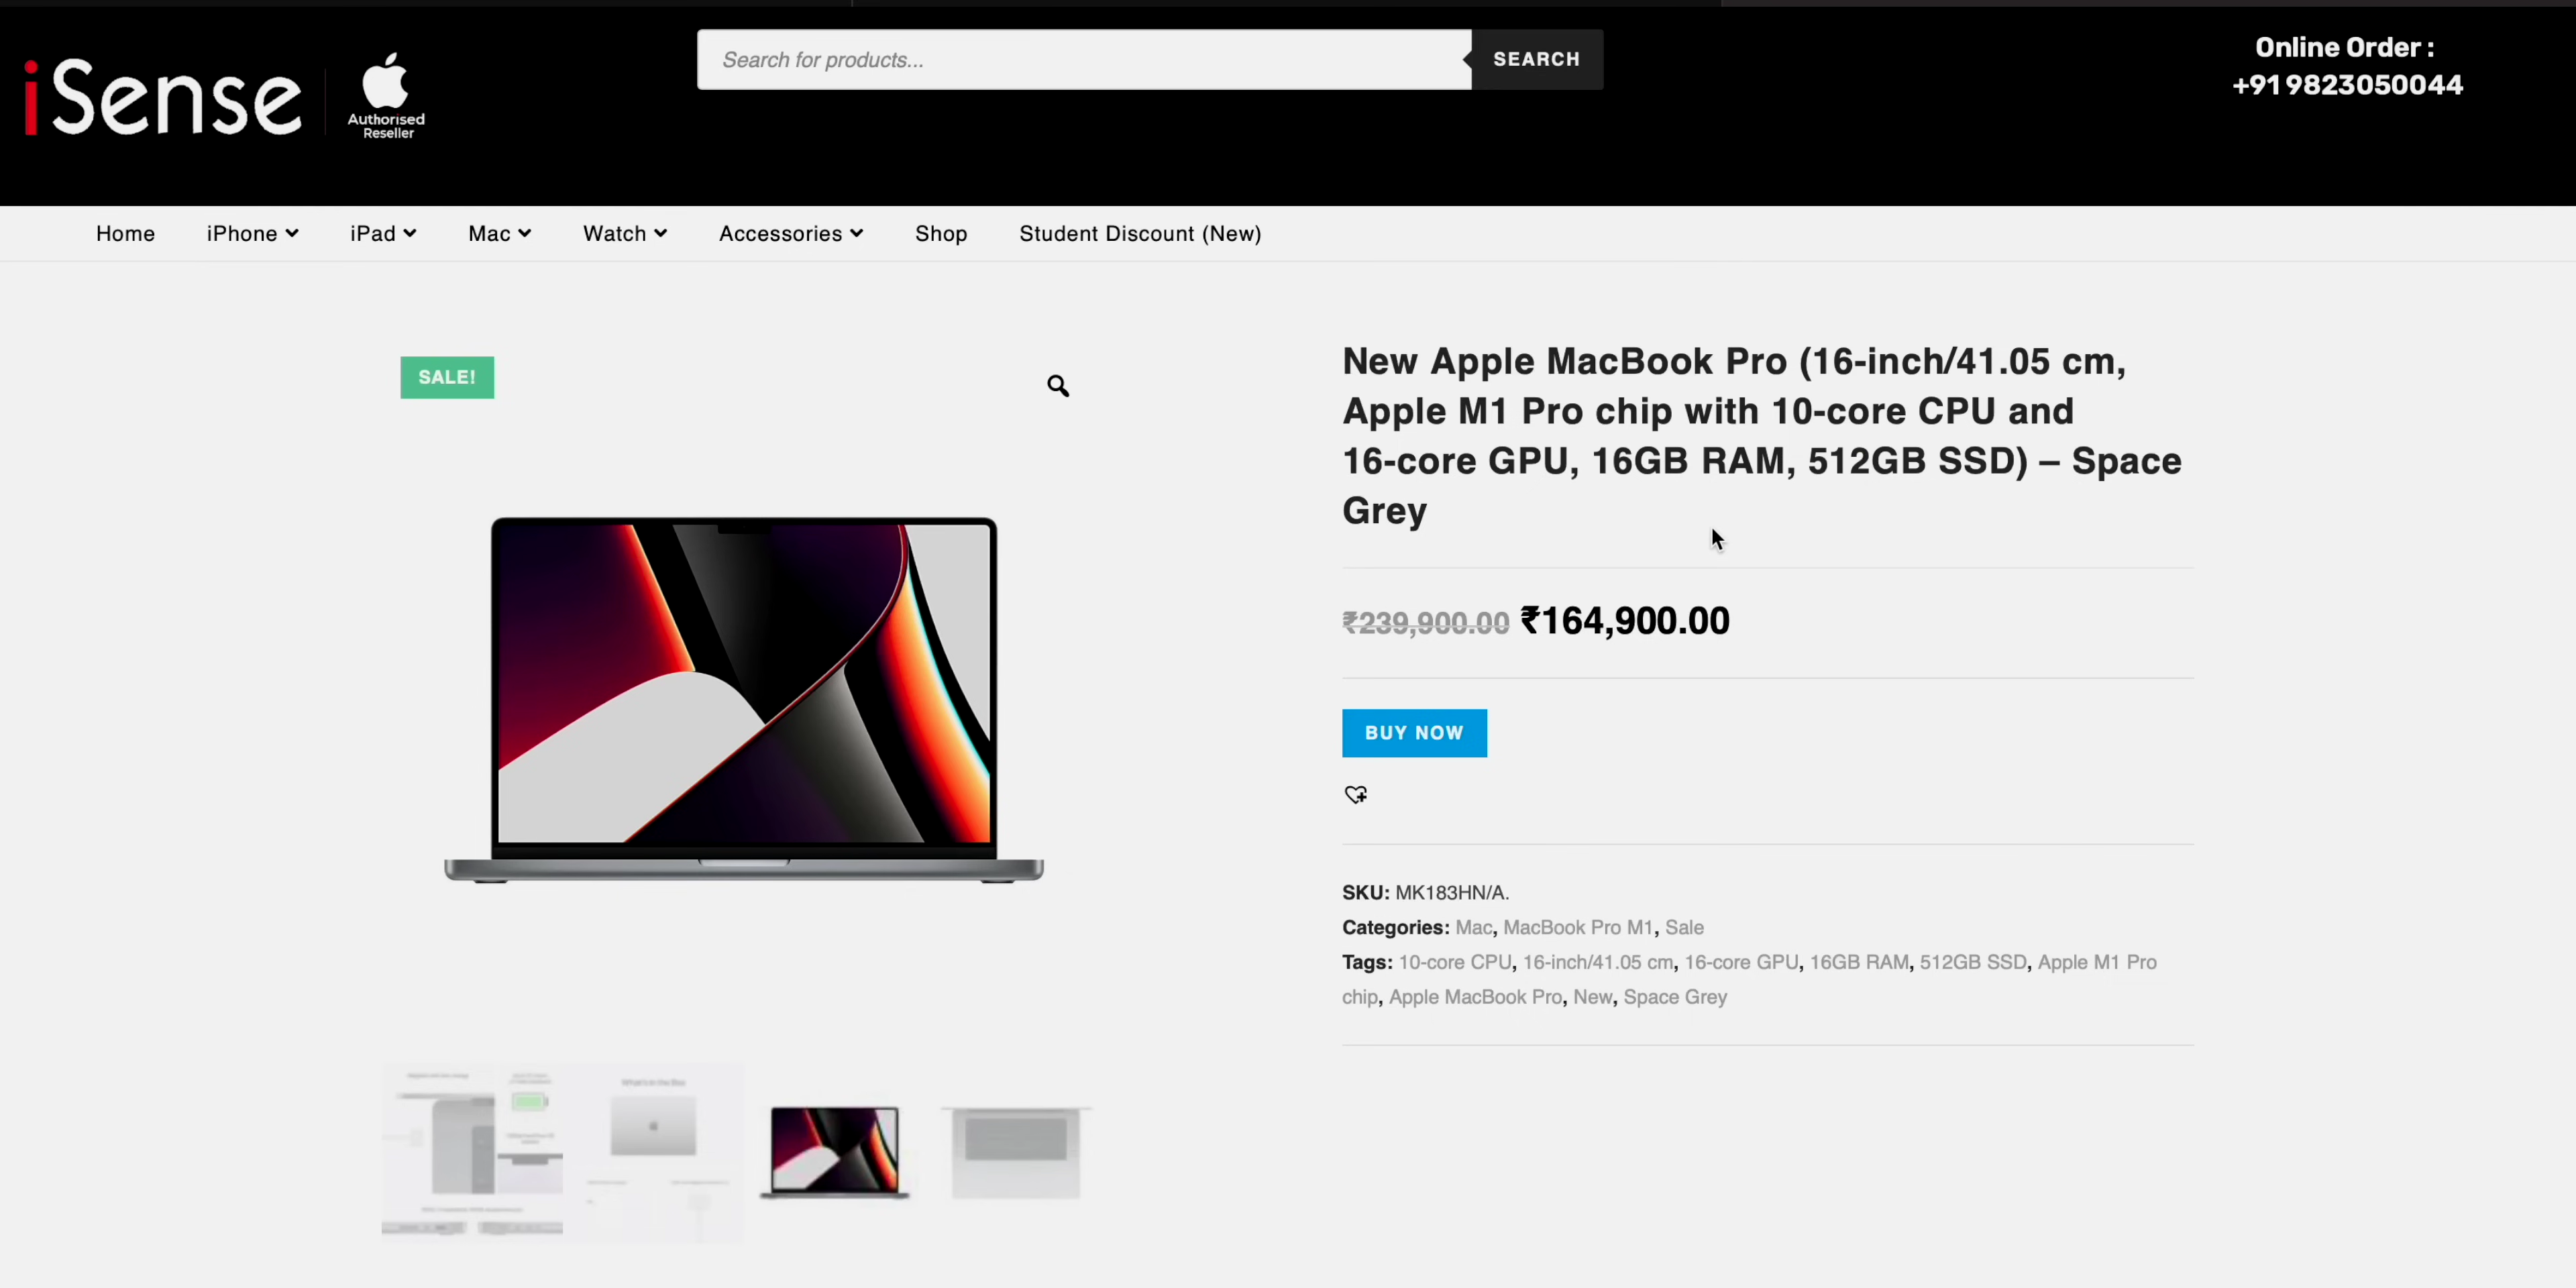 iSense
Authorised
Reseller
Search for products...
SEARCH
Online Order :
+91 9823050044
Home
iPhone
iPad
Mac
Watch
Accessories
Shop
Student Discount (New)
SALE!
New Apple MacBook Pro (16-inch/41.05 cm,
Apple M1 Pro chip with 10-core CPU and
16-core GPU, 16GB RAM, 512GB SSD) – Space
Grey
₹239,900.00 ₹164,900.00
BUY NOW
SKU: MK183HN/A.
Categories: Mac, MacBook Pro M1, Sale
Tags: 10-core CPU, 16-inch/41.05 cm, 16-core GPU, 16GB RAM, 512GB SSD, Apple M1 Pro
chip, Apple MacBook Pro, New, Space Grey
What's in the Box